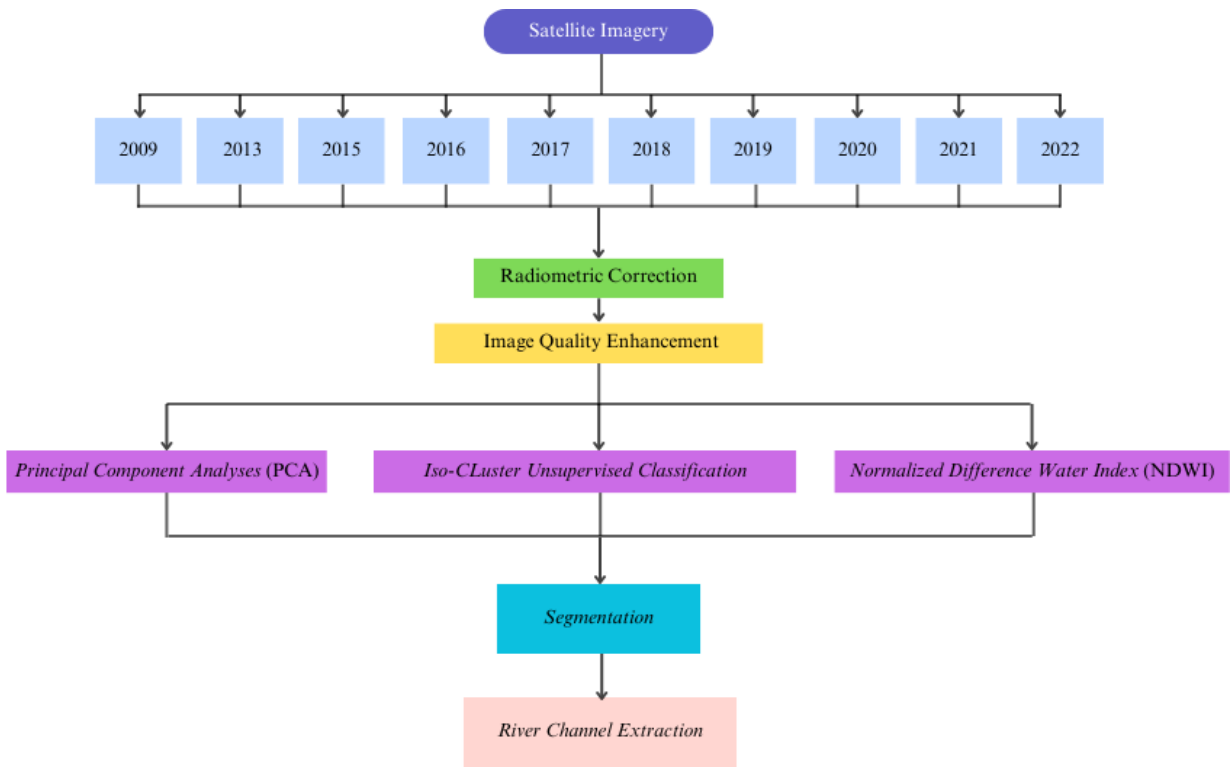 Satellite Imagery
2009
2013
2015
2016
2017
2018
2019
2020
2021
2022
Radiometric Correction
Image Quality Enhancement
Principal Component Analyses (PCA)
Iso-CLuster Unsupervised Classification
Normalized Difference Water Index (NDWI)
Segmentation
River Channel Extraction